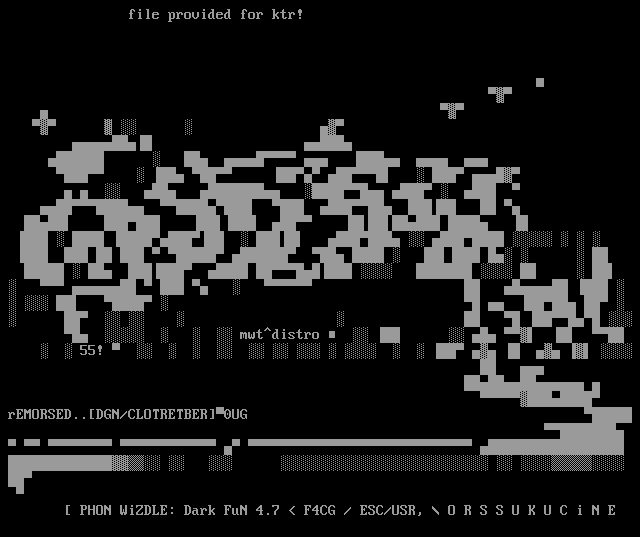 file provided for ktr!
mwt^distro ■
55! ■
rEMORSED..[DGN/CLOTRETBER]■0UG
[ PHON WiZDLE: Dark FuN 4.7 < F4CG / ESC/USR, \ O R S S U K U C i N E